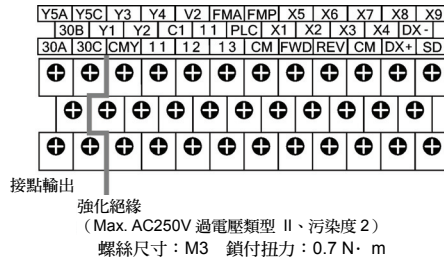 Y5A Y5C Y3 Y4 V2 FMA FMP X5 X6 X7 X8 X9
30B Y1 Y2 C1 11 PLC X1 X2 X3 X4 DX-
30A 30C CMY 11 12 13 CM FWD REV CM DX+ SD
接點輸出
強化絕緣
（Max. AC250V 過電壓類型 II、污染度 2）
螺絲尺寸：M3 鎖付扭力：0.7 N· m